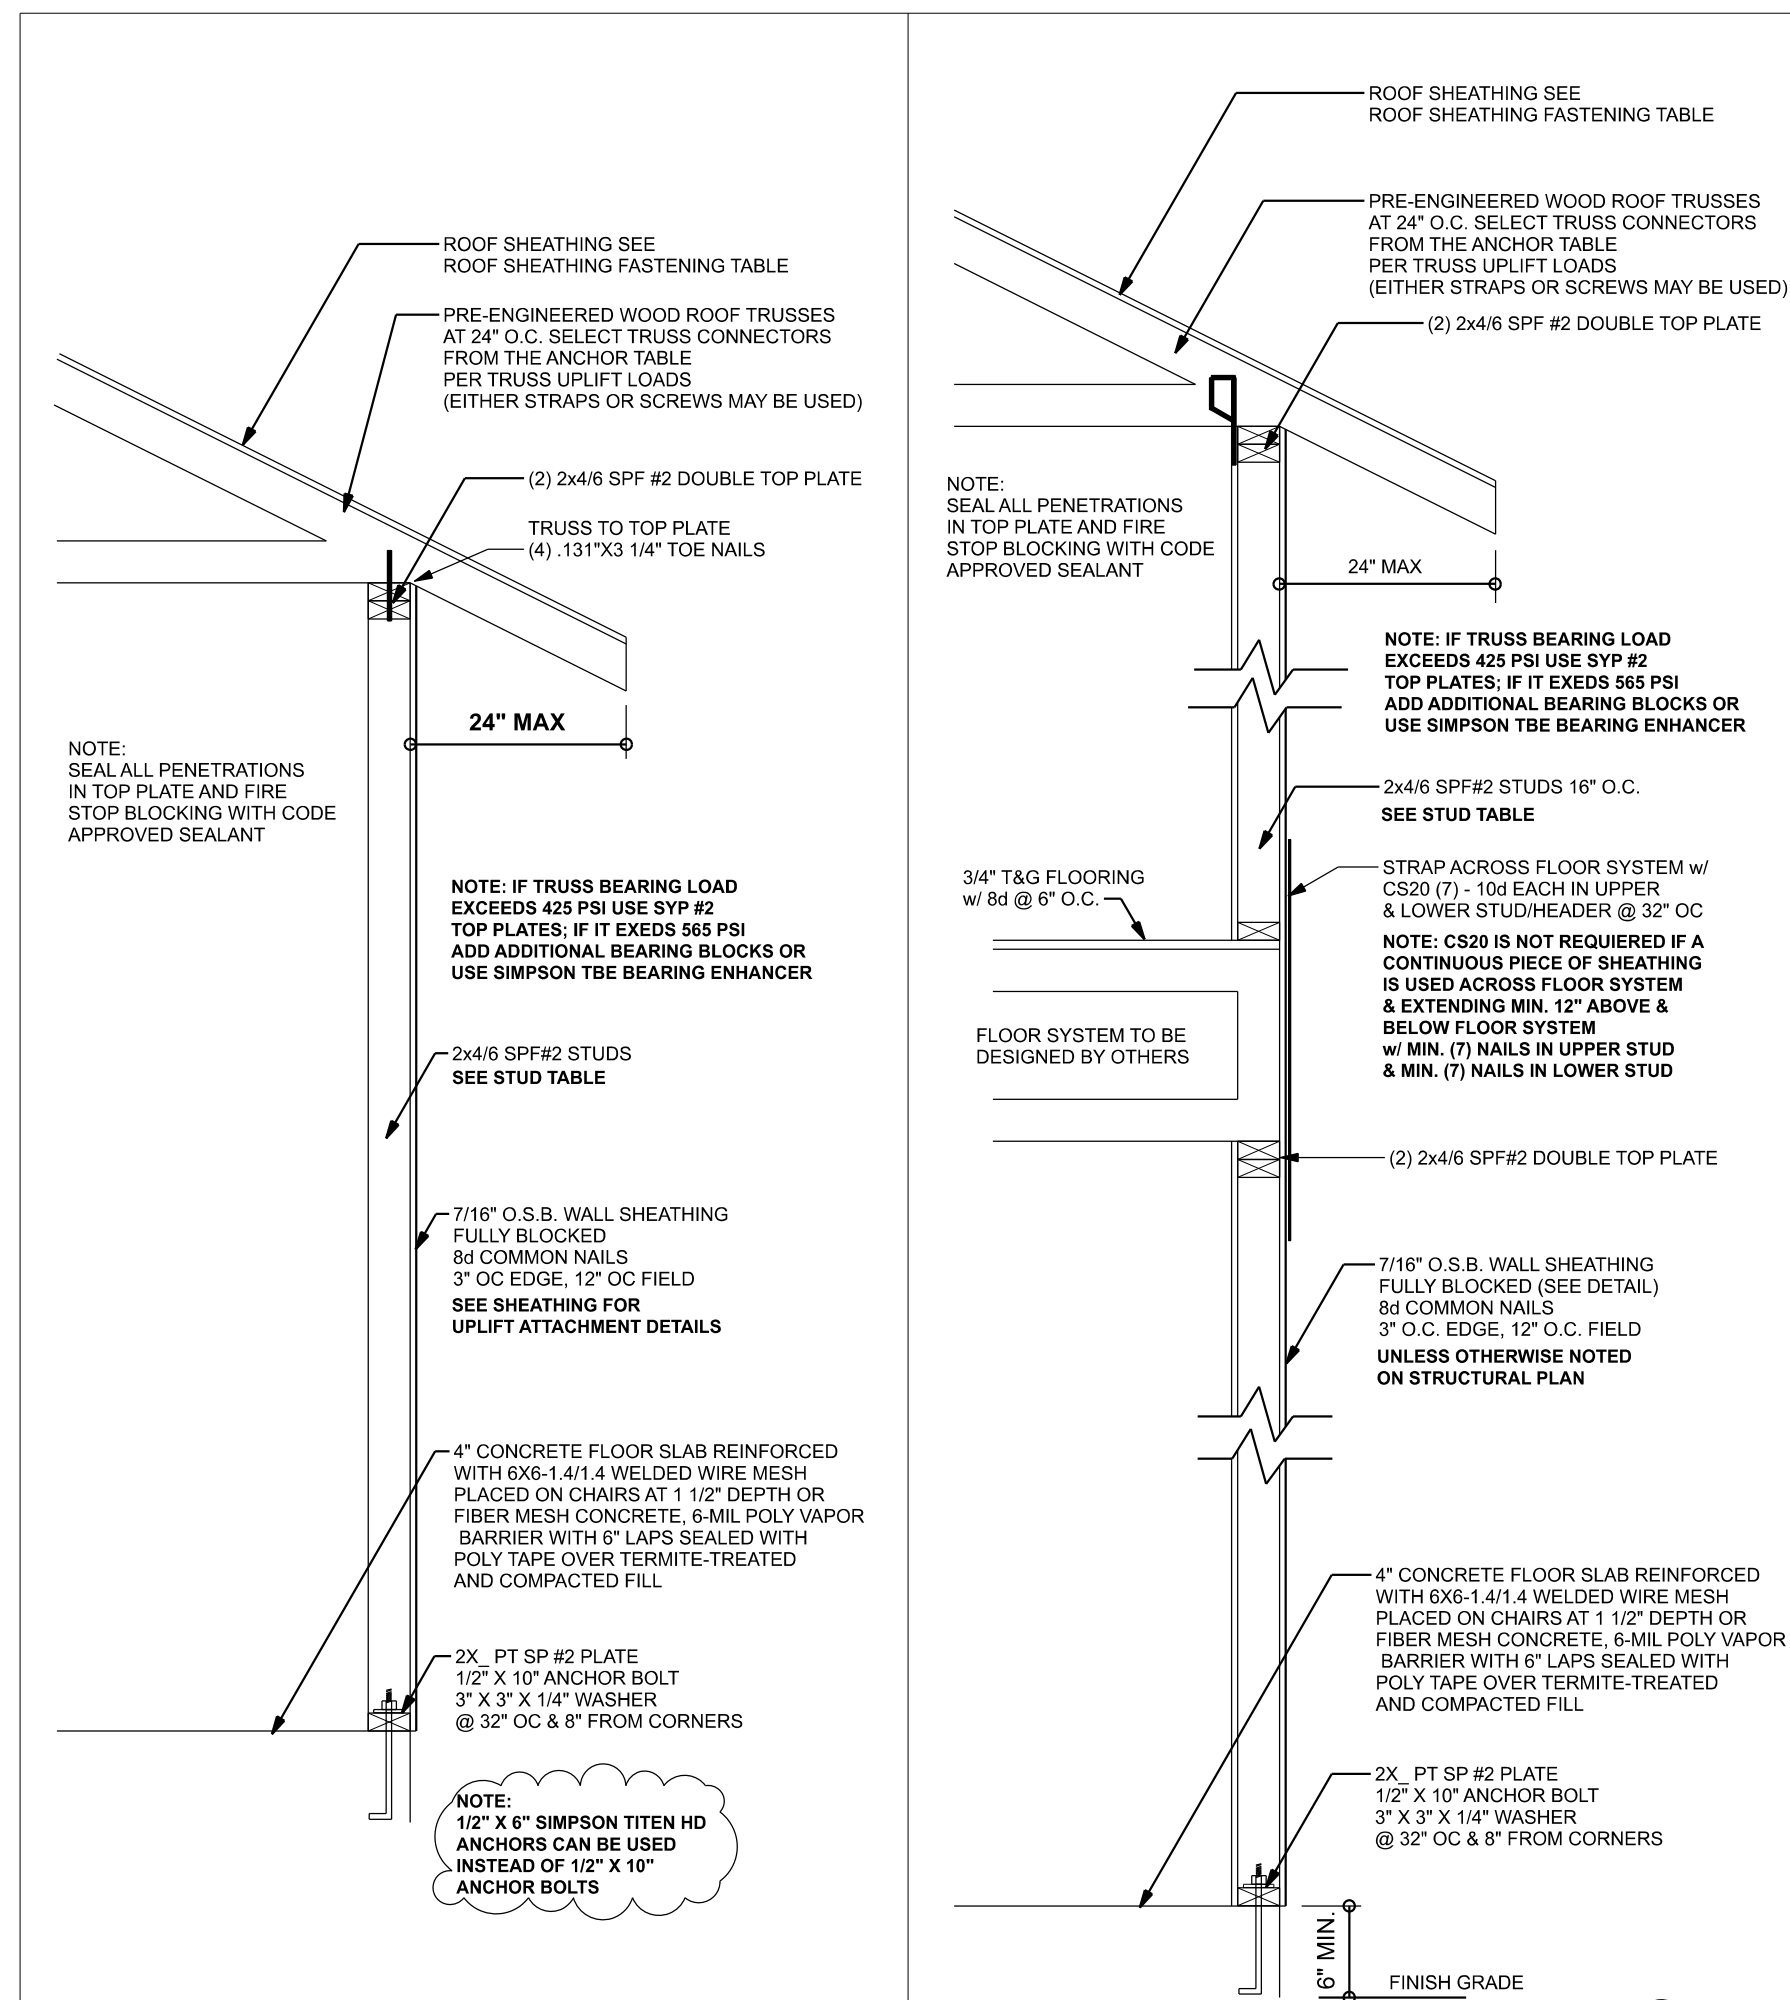 ROOF SHEATHING SEE
ROOF SHEATHING FASTENING TABLE
PRE-ENGINEERED WOOD ROOF TRUSSES
AT 24" O.C. SELECT TRUSS CONNECTORS
FROM THE ANCHOR TABLE
PER TRUSS UPLIFT LOADS
(EITHER STRAPS OR SCREWS MAY BE USED)
(2) 2x4/6 SPF #2 DOUBLE TOP PLATE
TRUSS TO TOP PLATE
(4) .131"X3 1/4" TOE NAILS
24" MAX
NOTE:
SEAL ALL PENETRATIONS
IN TOP PLATE AND FIRE
STOP BLOCKING WITH CODE
APPROVED SEALANT
NOTE: IF TRUSS BEARING LOAD
EXCEEDS 425 PSI USE SYP #2
TOP PLATES; IF IT EXEDS 565 PSI
ADD ADDITIONAL BEARING BLOCKS OR
USE SIMPSON TBE BEARING ENHANCER
2x4/6 SPF#2 STUDS
SEE STUD TABLE
7/16" O.S.B. WALL SHEATHING
FULLY BLOCKED
8d COMMON NAILS
3" OC EDGE, 12" OC FIELD
SEE SHEATHING FOR
UPLIFT ATTACHMENT DETAILS
4" CONCRETE FLOOR SLAB REINFORCED
WITH 6X6-1.4/1.4 WELDED WIRE MESH
PLACED ON CHAIRS AT 1 1/2" DEPTH OR
FIBER MESH CONCRETE, 6-MIL POLY VAPOR
BARRIER WITH 6" LAPS SEALED WITH
POLY TAPE OVER TERMITE-TREATED
AND COMPACTED FILL
2X_ PT SP #2 PLATE
1/2" X 10" ANCHOR BOLT
3" X 3" X 1/4" WASHER
@ 32" OC & 8" FROM CORNERS
NOTE:
1/2" X 6" SIMPSON TITEN HD
ANCHORS CAN BE USED
INSTEAD OF 1/2" X 10"
ANCHOR BOLTS
ROOF SHEATHING SEE
ROOF SHEATHING FASTENING TABLE
PRE-ENGINEERED WOOD ROOF TRUSSES
AT 24" O.C. SELECT TRUSS CONNECTORS
FROM THE ANCHOR TABLE
PER TRUSS UPLIFT LOADS
(EITHER STRAPS OR SCREWS MAY BE USED)
(2) 2x4/6 SPF #2 DOUBLE TOP PLATE
NOTE:
SEAL ALL PENETRATIONS
IN TOP PLATE AND FIRE
STOP BLOCKING WITH CODE
APPROVED SEALANT
24" MAX
NOTE: IF TRUSS BEARING LOAD
EXCEEDS 425 PSI USE SYP #2
TOP PLATES; IF IT EXEDS 565 PSI
ADD ADDITIONAL BEARING BLOCKS OR
USE SIMPSON TBE BEARING ENHANCER
2x4/6 SPF#2 STUDS 16" O.C.
SEE STUD TABLE
3/4" T&G FLOORING
w/ 8d @ 6" O.C.
STRAP ACROSS FLOOR SYSTEM w/
CS20 (7) - 10d EACH IN UPPER
& LOWER STUD/HEADER @ 32" OC
NOTE: CS20 IS NOT REQUIERED IF A
CONTINUOUS PIECE OF SHEATHING
IS USED ACROSS FLOOR SYSTEM
& EXTENDING MIN. 12" ABOVE &
BELOW FLOOR SYSTEM
w/ MIN. (7) NAILS IN UPPER STUD
& MIN. (7) NAILS IN LOWER STUD
FLOOR SYSTEM TO BE
DESIGNED BY OTHERS
(2) 2x4/6 SPF#2 DOUBLE TOP PLATE
7/16" O.S.B. WALL SHEATHING
FULLY BLOCKED (SEE DETAIL)
8d COMMON NAILS
3" O.C. EDGE, 12" O.C. FIELD
UNLESS OTHERWISE NOTED
ON STRUCTURAL PLAN
4" CONCRETE FLOOR SLAB REINFORCED
WITH 6X6-1.4/1.4 WELDED WIRE MESH
PLACED ON CHAIRS AT 1 1/2" DEPTH OR
FIBER MESH CONCRETE, 6-MIL POLY VAPOR
BARRIER WITH 6" LAPS SEALED WITH
POLY TAPE OVER TERMITE-TREATED
AND COMPACTED FILL
2X_ PT SP #2 PLATE
1/2" X 10" ANCHOR BOLT
3" X 3" X 1/4" WASHER
@ 32" OC & 8" FROM CORNERS
6" MIN.
FINISH GRADE